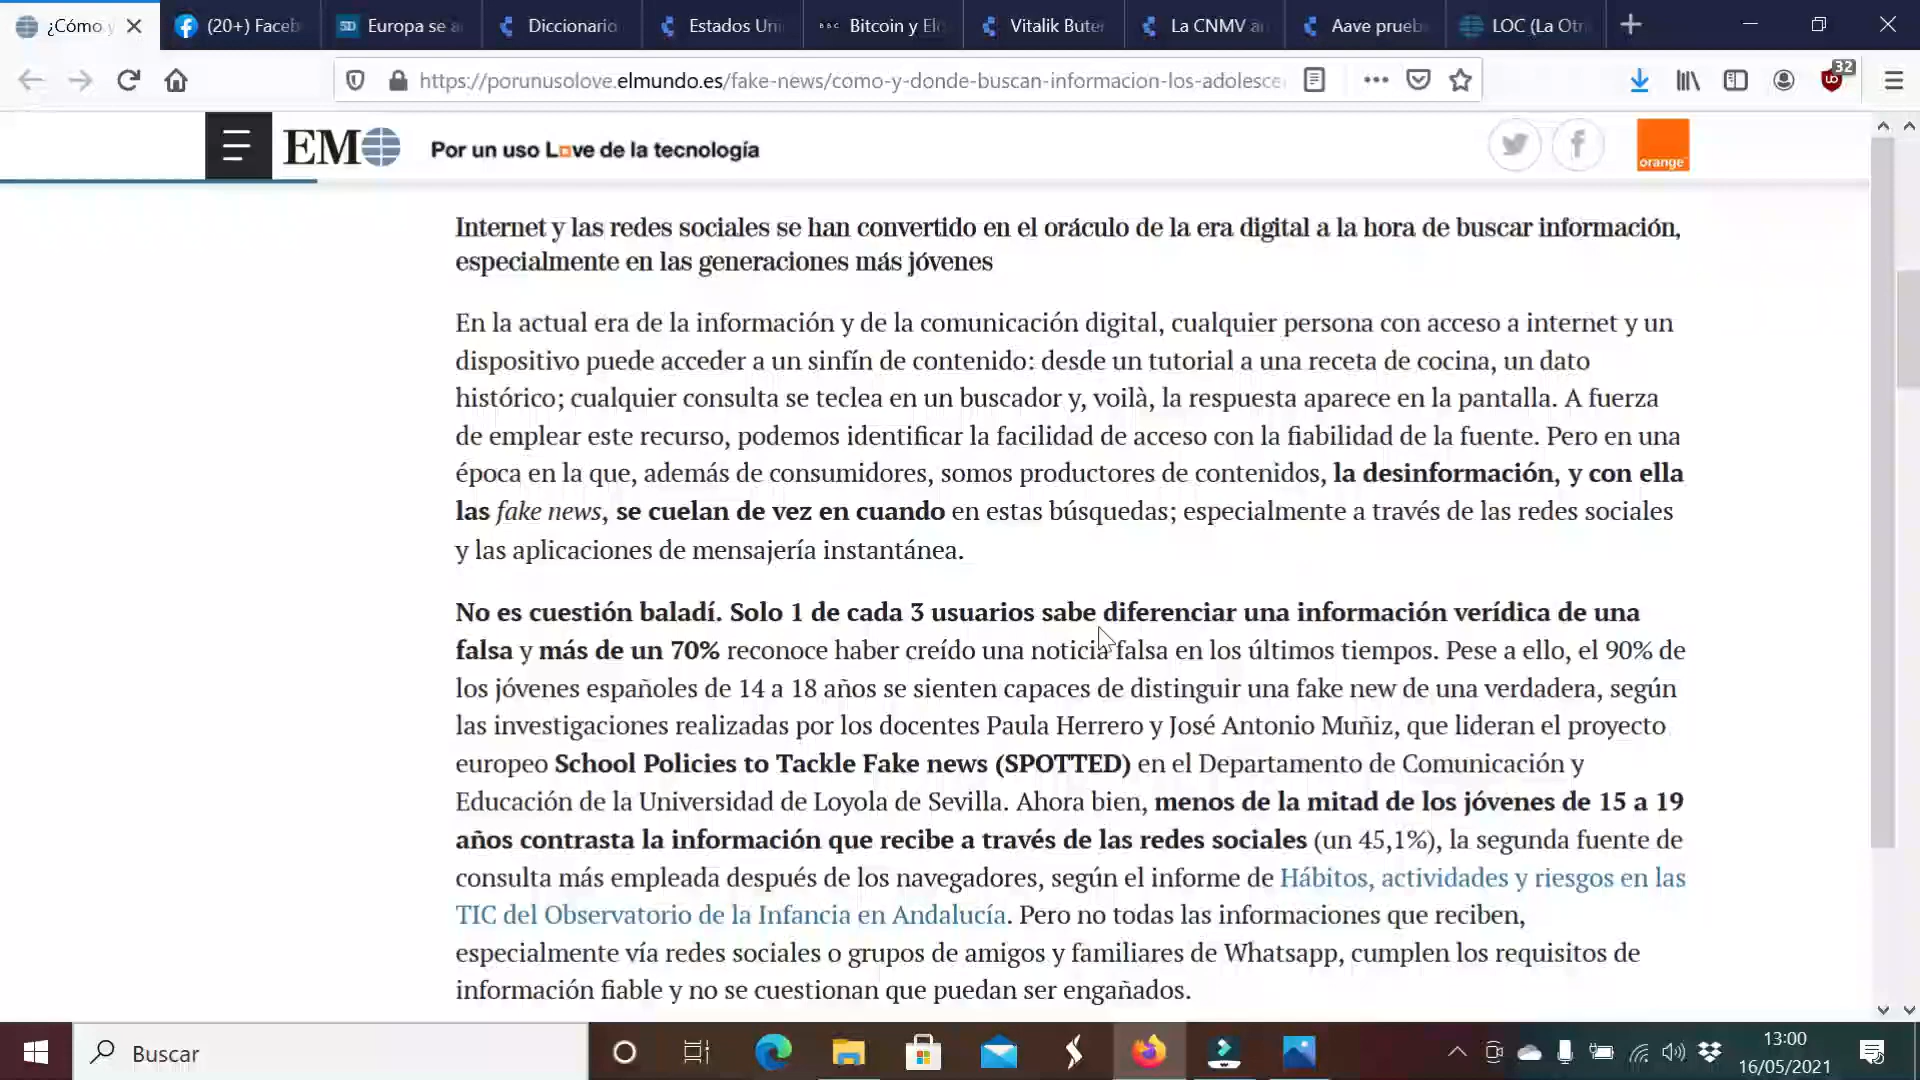 ¿Cómo y
(20+) Faceb
SD Europa se a
Diccionario
Estados Uni
BBC Bitcoin y El
Vitalik Buter
La CNMV a
Aave prueb
LOC (La Otr
https://porunusolove.elmundo.es/fake-news/como-y-donde-buscan-informacion-los-adolesce
32
EM
Por un uso Love de la tecnología
orange
Internet y las redes sociales se han convertido en el oráculo de la era digital a la hora de buscar información,
especialmente en las generaciones más jóvenes
En la actual era de la información y de la comunicación digital, cualquier persona con acceso a internet y un
dispositivo puede acceder a un sinfín de contenido: desde un tutorial a una receta de cocina, un dato
histórico; cualquier consulta se teclea en un buscador y, voilà, la respuesta aparece en la pantalla. A fuerza
de emplear este recurso, podemos identificar la facilidad de acceso con la fiabilidad de la fuente. Pero en una
época en la que, además de consumidores, somos productores de contenidos, la desinformación, y con ella
las fake news, se cuelan de vez en cuando en estas búsquedas; especialmente a través de las redes sociales
y las aplicaciones de mensajería instantánea.
No es cuestión baladí. Solo 1 de cada 3 usuarios sabe diferenciar una información verídica de una
falsa y más de un 70% reconoce haber creído una noticia falsa en los últimos tiempos. Pese a ello, el 90% de
los jóvenes españoles de 14 a 18 años se sienten capaces de distinguir una fake new de una verdadera, según
las investigaciones realizadas por los docentes Paula Herrero y José Antonio Muñiz, que lideran el proyecto
europeo School Policies to Tackle Fake news (SPOTTED) en el Departamento de Comunicación y
Educación de la Universidad de Loyola de Sevilla. Ahora bien, menos de la mitad de los jóvenes de 15 a 19
años contrasta la información que recibe a través de las redes sociales (un 45,1%), la segunda fuente de
consulta más empleada después de los navegadores, según el informe de Hábitos, actividades y riesgos en las
TIC del Observatorio de la Infancia en Andalucía. Pero no todas las informaciones que reciben,
especialmente vía redes sociales o grupos de amigos y familiares de Whatsapp, cumplen los requisitos de
información fiable y no se cuestionan que puedan ser engañados.
Buscar
13:00
16/05/2021